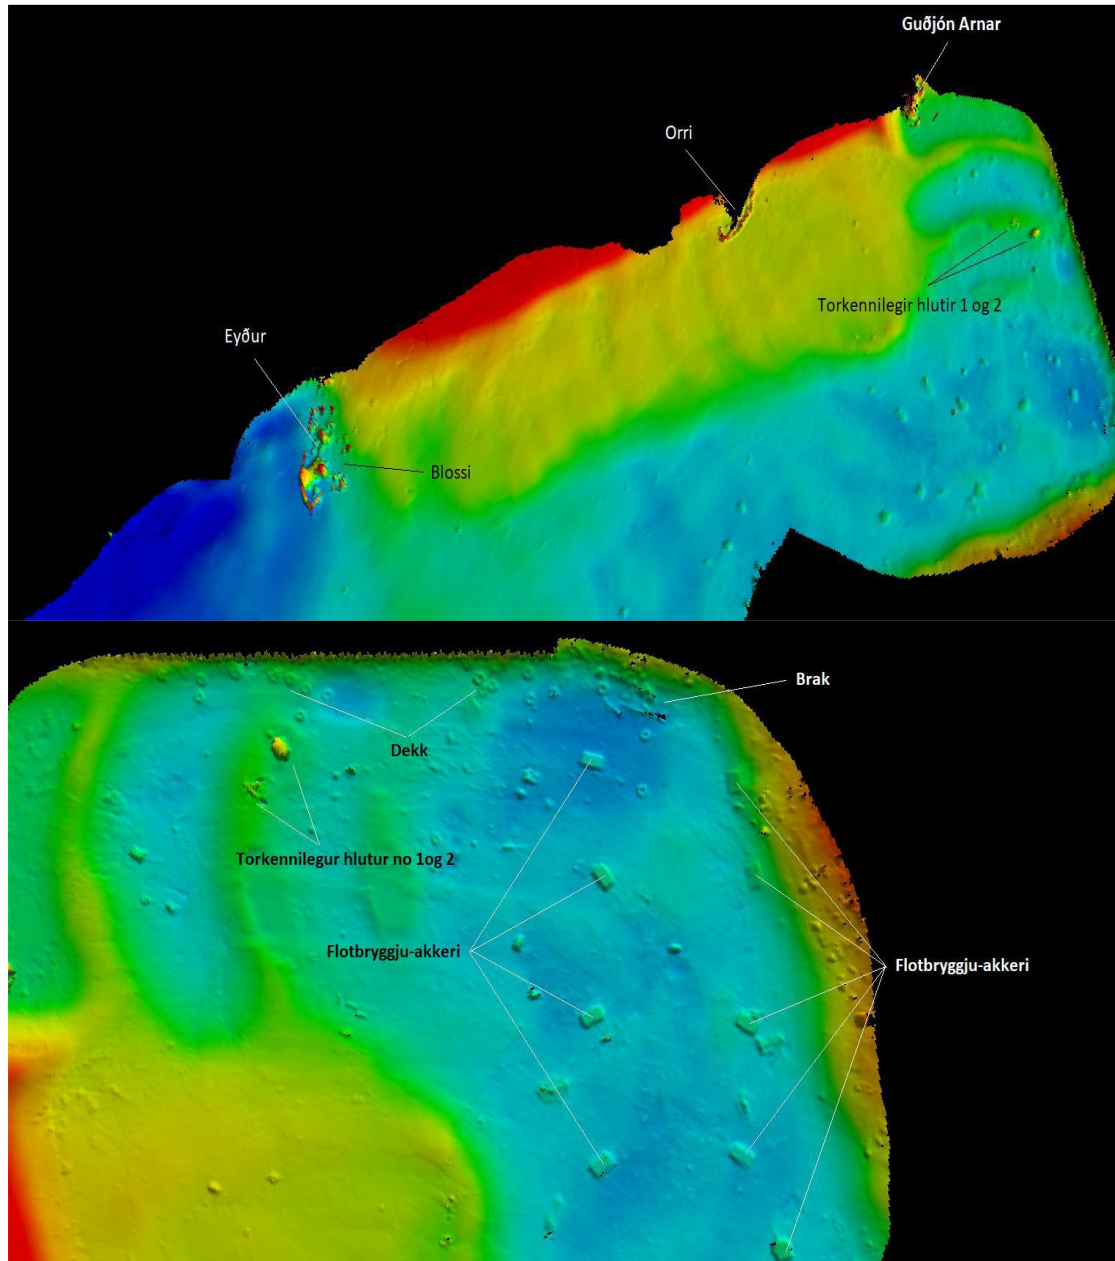 Guðjón Arnar
Orri
Torkennilegir hlutir 1 og 2
Eyður
Blossi
Brak
Dekk
Torkennilegur hlutur no 1og 2
Flotbryggju-akkeri
Flotbryggju-akkeri